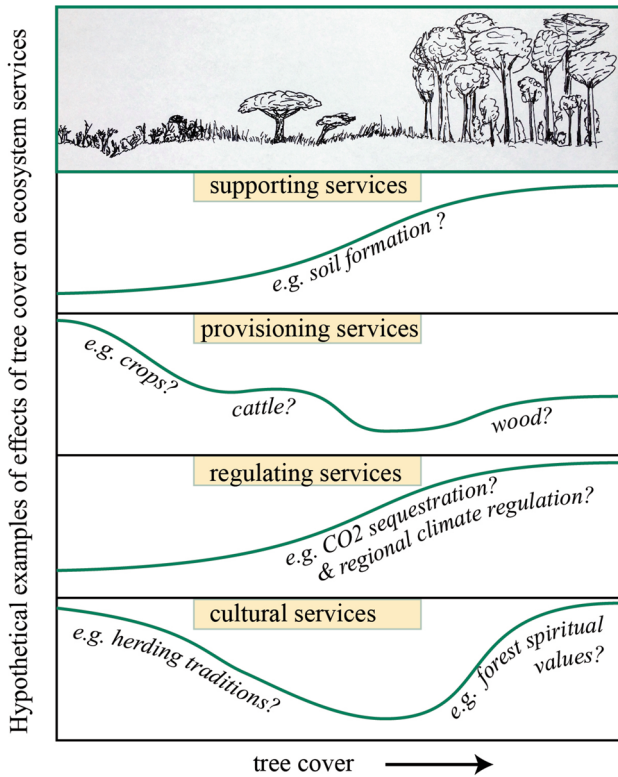 Hypothetical examples of effects of tree cover on ecosystem services
supporting services
e.g. soil formation ?
provisioning services
e.g. crops?
cattle?
wood?
regulating services
e.g. CO2 sequestration?
& regional climate regulation?
cultural services
e.g. herding traditions?
e.g. forest spiritual
values?
tree cover